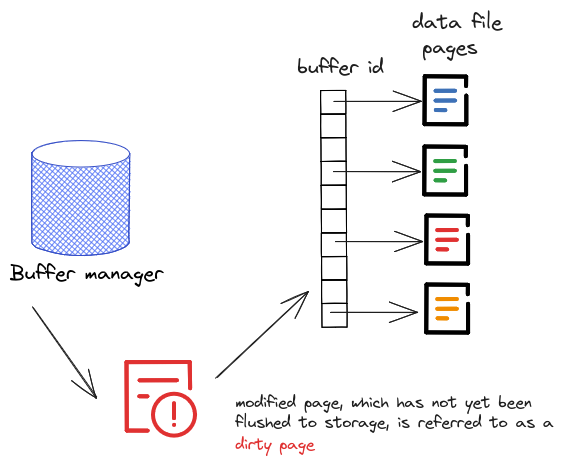 data file
pages
buffer id
Buffer manager
modified page, which has not yet been
flushed to storage, is referred to as a
dirty page